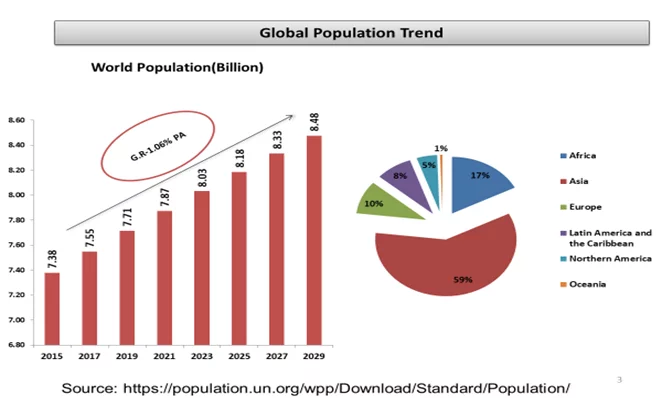 Global Population Trend
World Population(Billion)
8.60
8.40
8.20
8.00
7.80
7.60
7.40
7.20
7.00
6.80
G.R-1.06% PA
7.38
7.55
7.71
7.87
8.03
8.18
8.33
8.48
2015 2017 2019 2021 2023 2025 2027 2029
1%
5%
8%
17%
10%
59%
Africa
Asia
Europe
Latin America and
the Caribbean
Northern America
Oceania
3
Source: https://population.un.org/wpp/Download/Standard/Population/